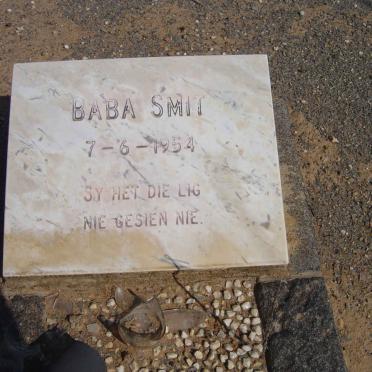 BABA SMIT
7-6-1954
SY HET DIE LIG
NIE GESIEN NIE.